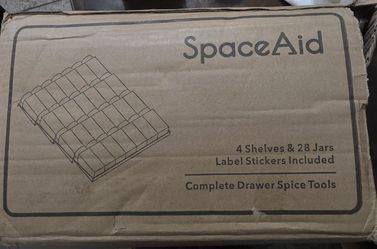 SpaceAid
4 Shelves & 28 Jars
Label Stickers Included
Complete Drawer Spice Tools